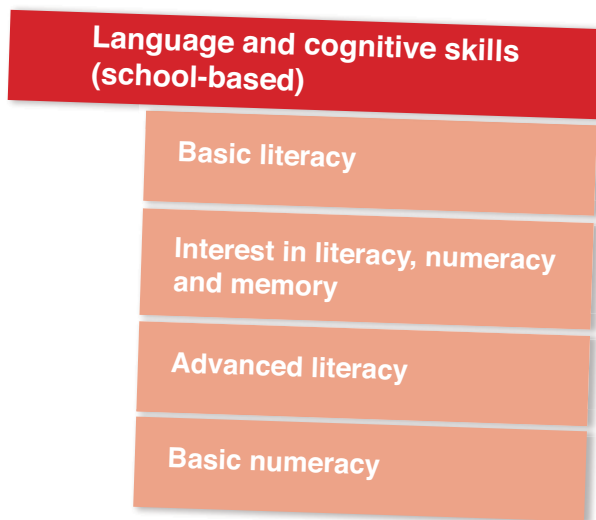 Language and cognitive skills
(school-based)
Basic literacy
Interest in literacy, numeracy
and memory
Advanced literacy
Basic numeracy